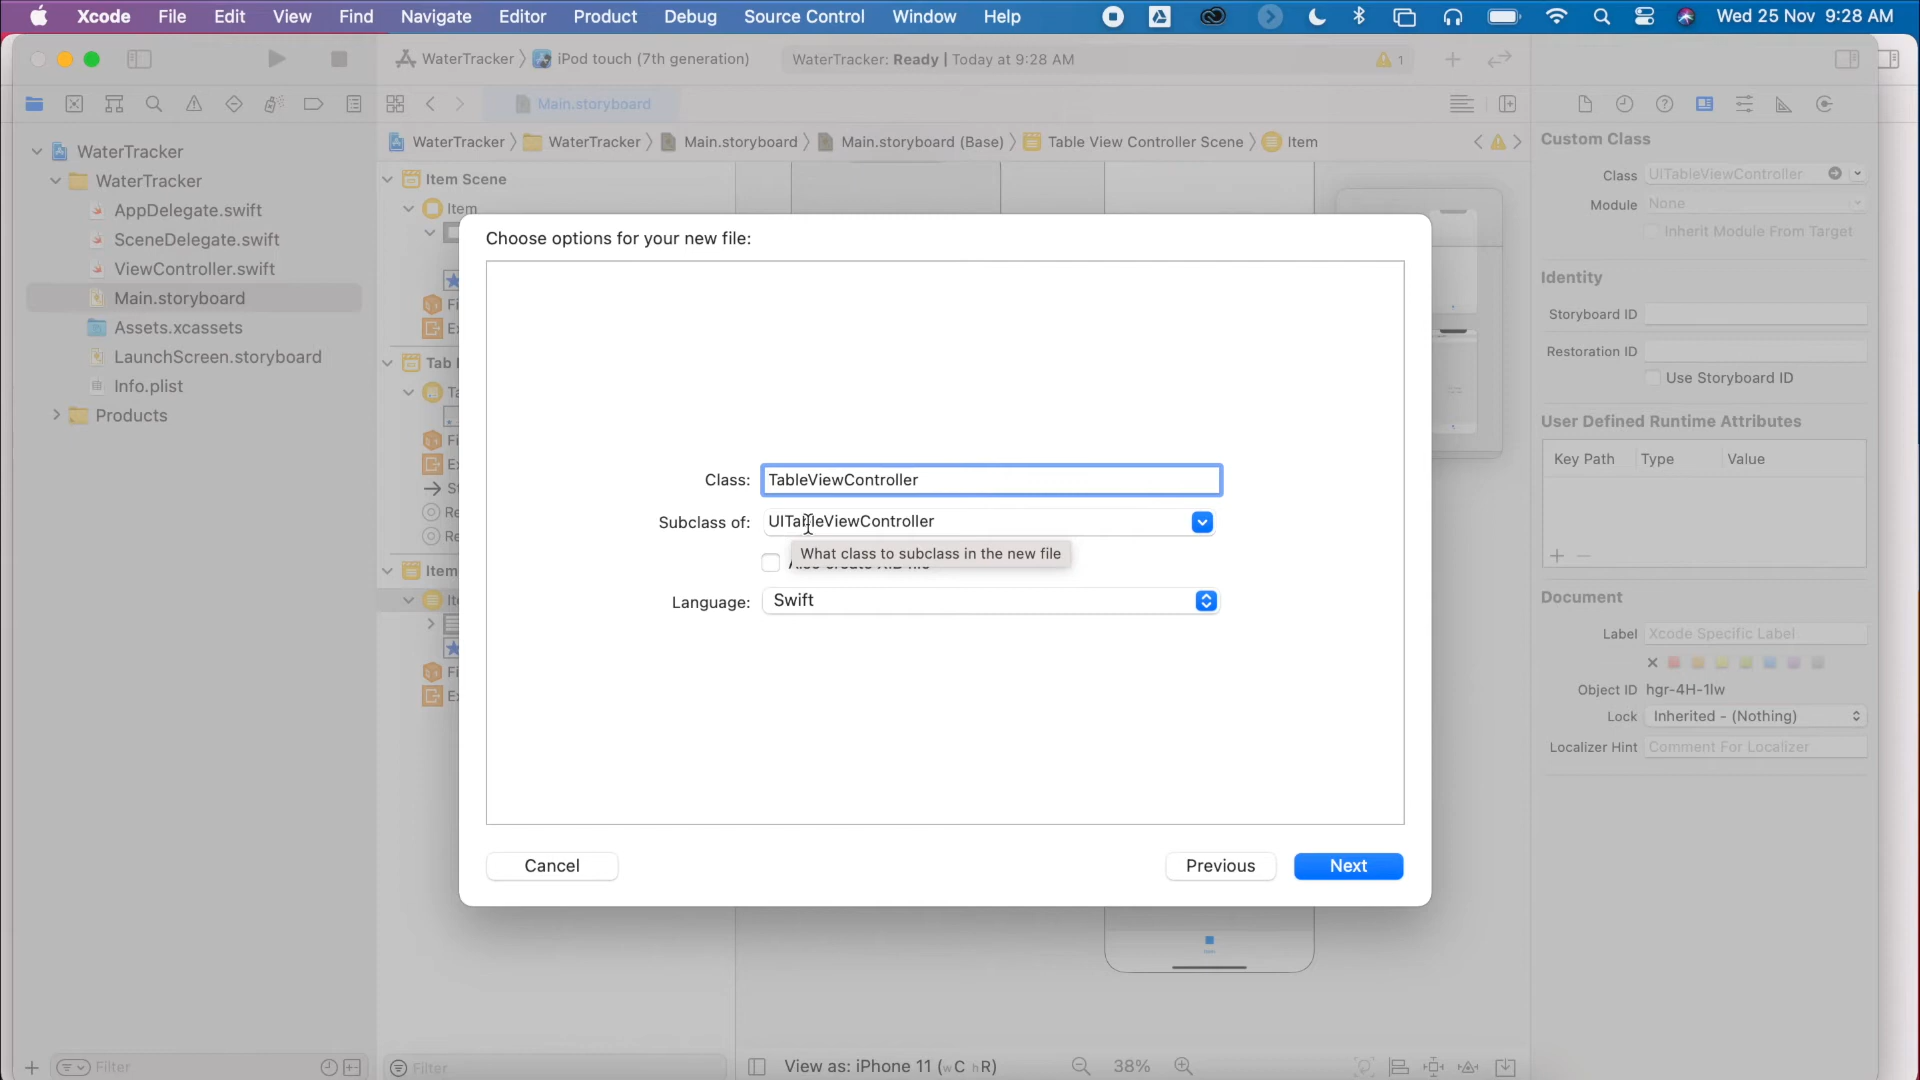 Xcode File Edit View Find Navigate Editor Product Debug Source Control Window Help Wed 25 Nov 9:28 AM
WaterTracker iPod touch (7th generation) WaterTracker: Ready | Today at 9:28 AM 1
Main.storyboard
WaterTracker WaterTracker Main.storyboard Main.storyboard (Base) Table View Controller Scene Item
WaterTracker
WaterTracker
AppDelegate.swift
SceneDelegate.swift
ViewController.swift
Main.storyboard
Assets.xcassets
LaunchScreen.storyboard
Info.plist
Products
Filter
Item Scene
Item
Tab
Item
Filter
Choose options for your new file:
Class: TableViewController
Subclass of: UITableViewController
What class to subclass in the new file
Language: Swift
Cancel Previous Next
View as: iPhone 11 (wC hR) 38%
Custom Class
Class UITableViewController
Module None
Inherit Module From Target
Identity
Storyboard ID
Restoration ID
Use Storyboard ID
User Defined Runtime Attributes
Key Path Type Value
Document
Label Xcode Specific Label
Object ID hgr-4H-1lw
Lock Inherited - (Nothing)
Localizer Hint Comment For Localizer